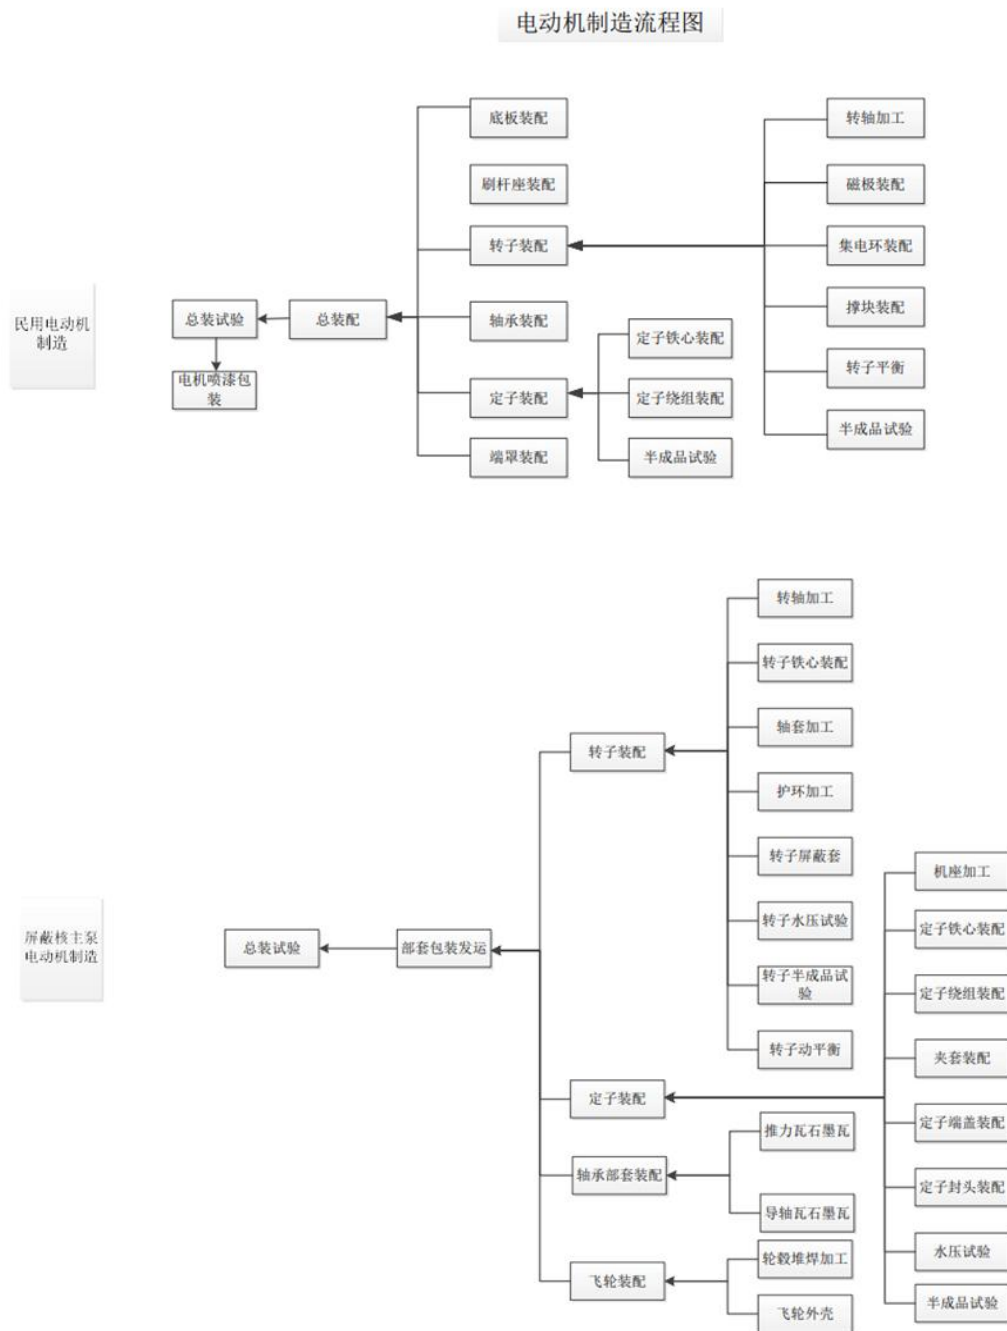 电动机制造流程图
底板装配
转轴加工
刷杆座装配
磁极装配
转子装配
集电环装配
民用电动机
制造
总装试验
总装配
轴承装配
撑块装配
定子铁心装配
电机喷漆包
装
定子装配
定子绕组装配
转子平衡
端罩装配
半成品试验
半成品试验
转轴加工
转子铁心装配
转子装配
轴套加工
护环加工
转子屏蔽套
机座加工
屏蔽核主泵
电动机制造
总装试验
部套包装发运
转子水压试验
定子铁心装配
转子半成品试
验
定子绕组装配
转子动平衡
夹套装配
定子装配
推力瓦石墨瓦
定子端盖装配
轴承部套装配
导轴瓦石墨瓦
定子封头装配
飞轮装配
轮毂堆焊加工
水压试验
飞轮外壳
半成品试验